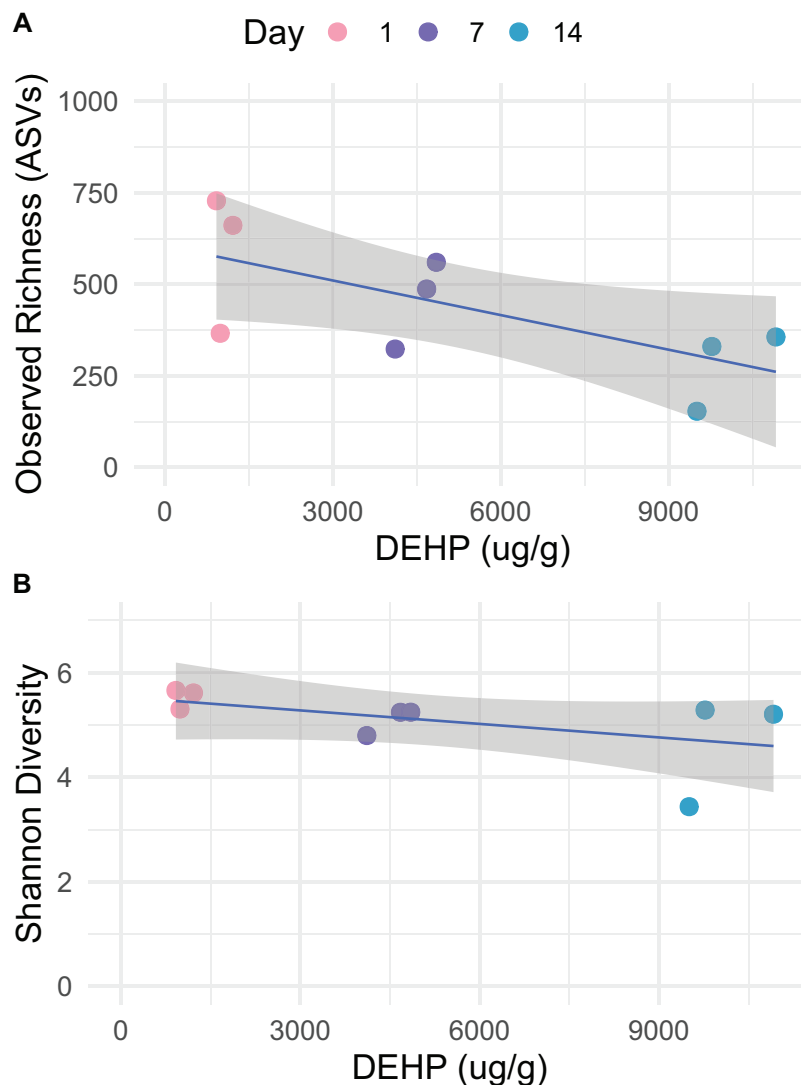 A
Day 1 7 14
Observed Richness (ASVs)
1000
750
500
250
0
0 3000 6000 9000
DEHP (ug/g)
B
Shannon Diversity
6
4
2
0
0 3000 6000 9000
DEHP (ug/g)